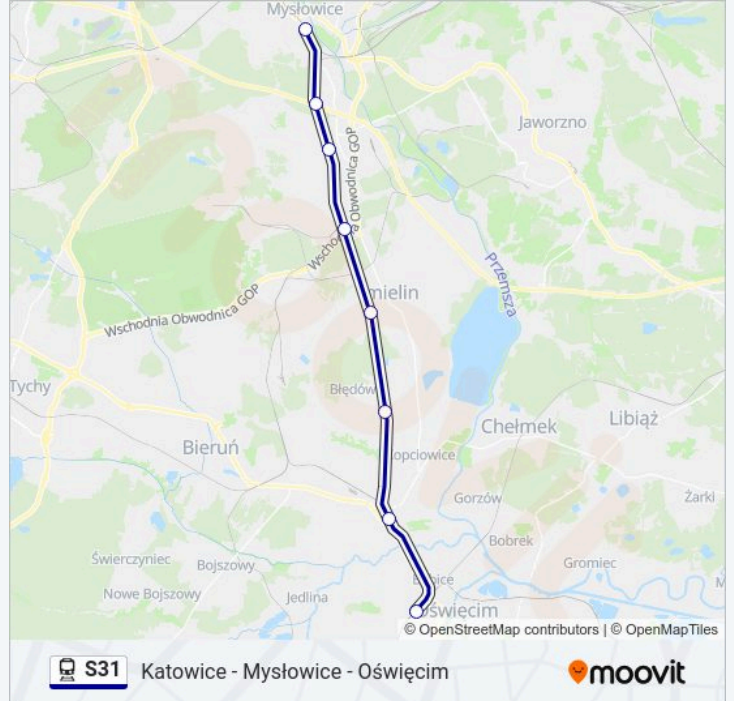 Mysłowice
Jaworzno
Wschodnia Obwodnica GOP
Przemsza
mielin
Wschodnia Obwodnica GOP
Tychy
Błędów
Chełmek
Libiąż
Bieruń
opciowice
Gorzów
Żarki
Bobrek
Świerczyniec
Bojszowy
Gromiec
Nowe Bojszowy
Jedlina
Oświęcim
© OpenStreetMap contributors | © OpenMapTiles
S31 Katowice - Mysłowice - Oświęcim
moovit